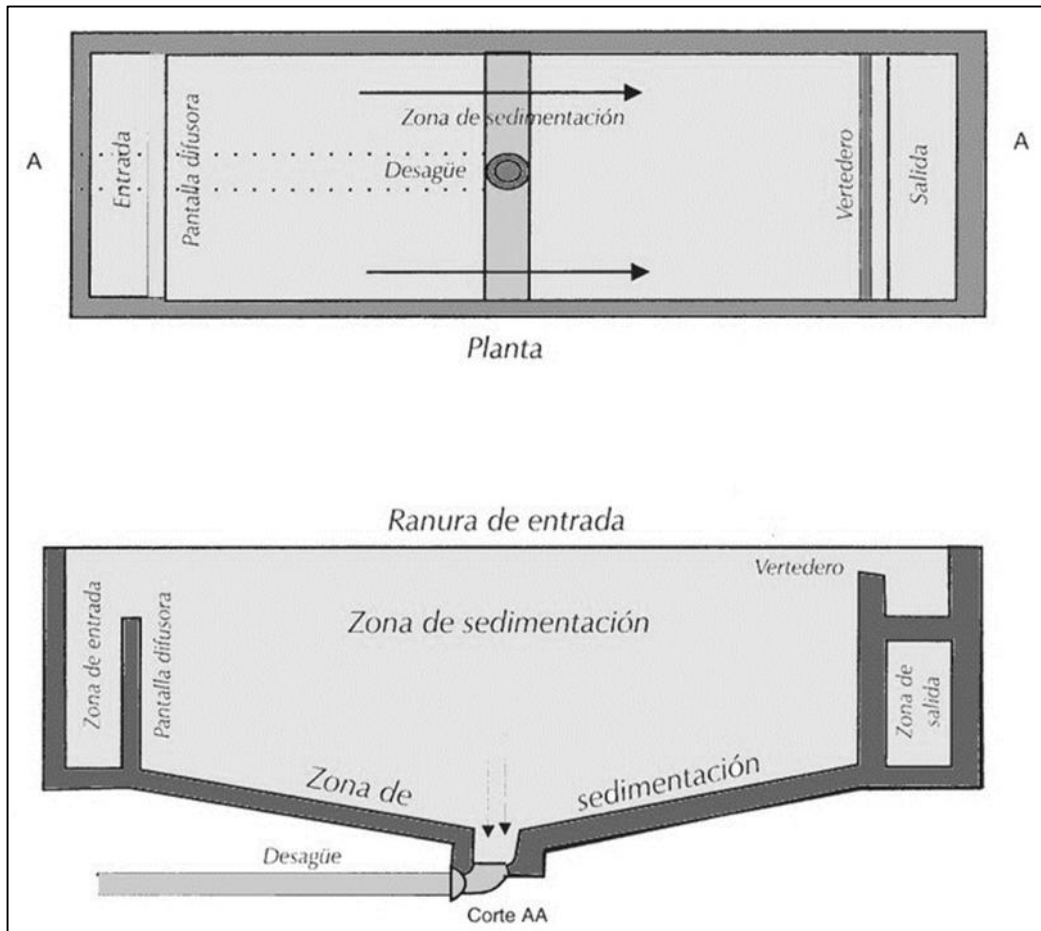 Zona de sedimentación
A
A
Entrada
Pantalla difusora
Desagüe
Vertedero
Salida
Planta
Ranura de entrada
Vertedero
Zona de entrada
Pantalla difusora
Zona de sedimentación
Zona de
salida
Zona de
sedimentación
Desagüe
Corte AA